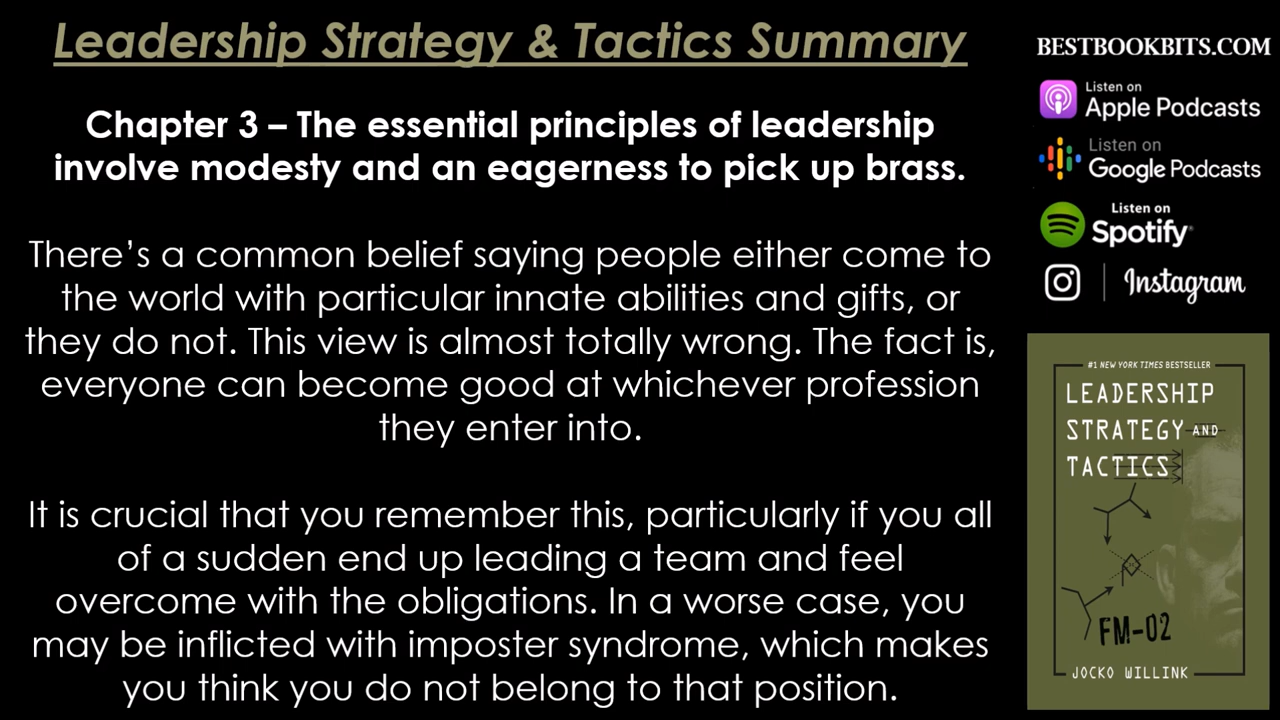 Leadership Strategy & Tactics Summary
Chapter 3 – The essential principles of leadership
involve modesty and an eagerness to pick up brass.
There’s a common belief saying people either come to
the world with particular innate abilities and gifts, or
they do not. This view is almost totally wrong. The fact is,
everyone can become good at whichever profession
they enter into.
It is crucial that you remember this, particularly if you all
of a sudden end up leading a team and feel
overcome with the obligations. In a worse case, you
may be inflicted with imposter syndrome, which makes
you think you do not belong to that position.
BESTBOOKBITS.COM
Listen on
Apple Podcasts
Listen on
Google Podcasts
Listen on
Spotify
Instagram
#1 NEW YORK TIMES BESTSELLER
LEADERSHIP
STRATEGY AND
TACTICS
FM-02
JOCKO WILLINK